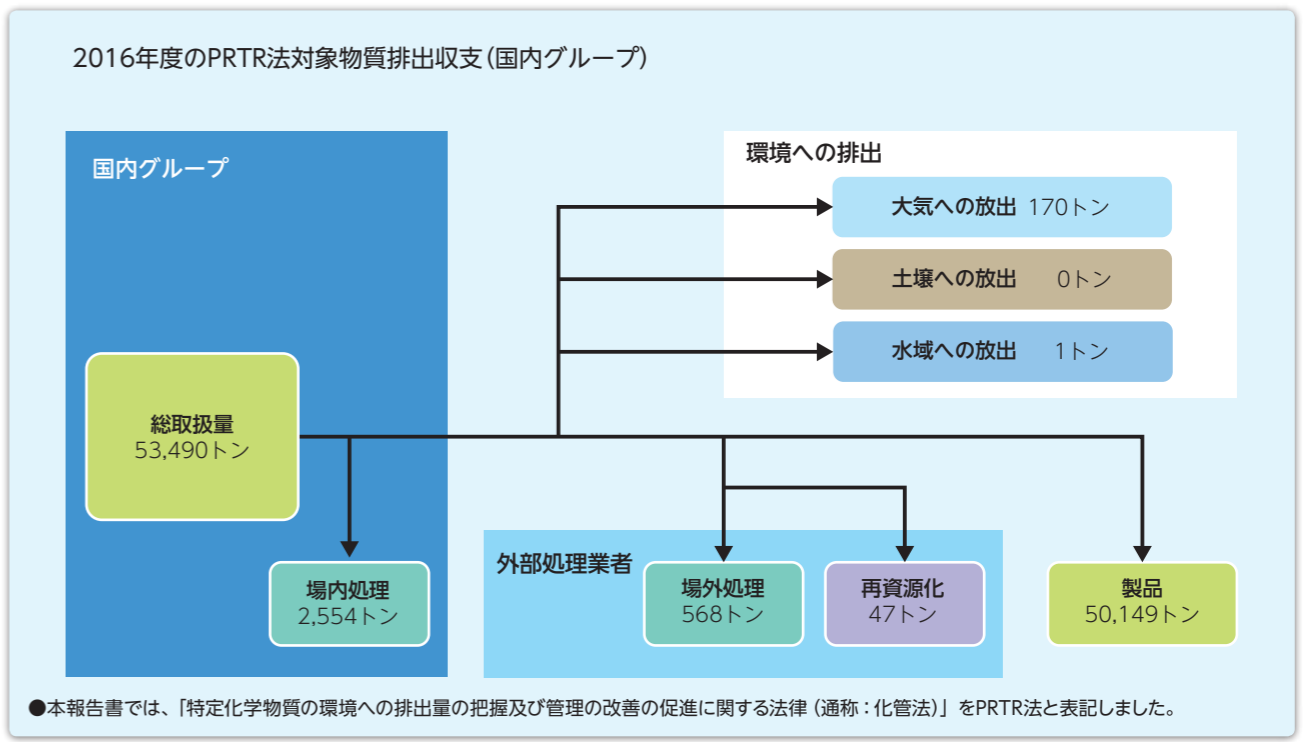 2016年度のPRTR法対象物質排出収支（国内グループ）
国内グループ
環境への排出
大気への放出 170トン
土壌への放出 0トン
水域への放出 1トン
総取扱量
53,490トン
場内処理
2,554トン
外部処理業者
場外処理
568トン
再資源化
47トン
製品
50,149トン
●本報告書では、「特定化学物質の環境への排出量の把握及び管理の改善の促進に関する法律（通称：化管法）」をPRTR法と表記しました。